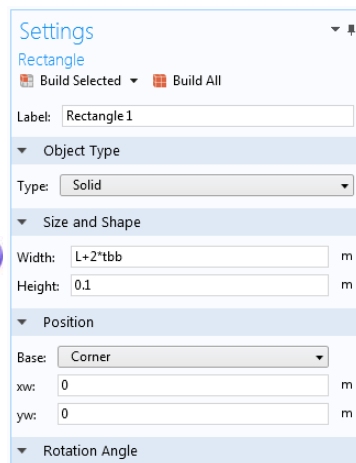 Settings
Rectangle
Build Selected Build All
Label: Rectangle 1
Object Type
Type: Solid
Size and Shape
Width: L+2*tbb m
Height: 0.1 m
Position
Base: Corner
xw: 0 m
yw: 0 m
Rotation Angle